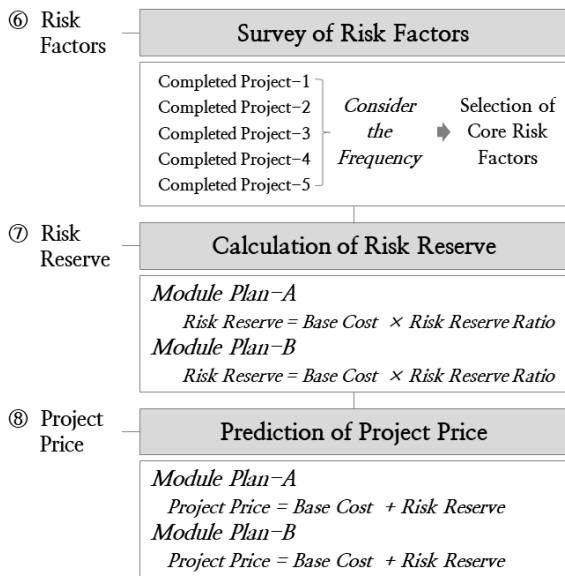 ⑥ Risk Factors
Survey of Risk Factors
Completed Project-1
Completed Project-2
Completed Project-3
Completed Project-4
Completed Project-5
Consider
the
Frequency
Selection of
Core Risk
Factors
⑦ Risk
Reserve
Calculation of Risk Reserve
Module Plan-A
Risk Reserve = Base Cost × Risk Reserve Ratio
Module Plan-B
Risk Reserve = Base Cost × Risk Reserve Ratio
⑧ Project
Price
Prediction of Project Price
Module Plan-A
Project Price = Base Cost + Risk Reserve
Module Plan-B
Project Price = Base Cost + Risk Reserve